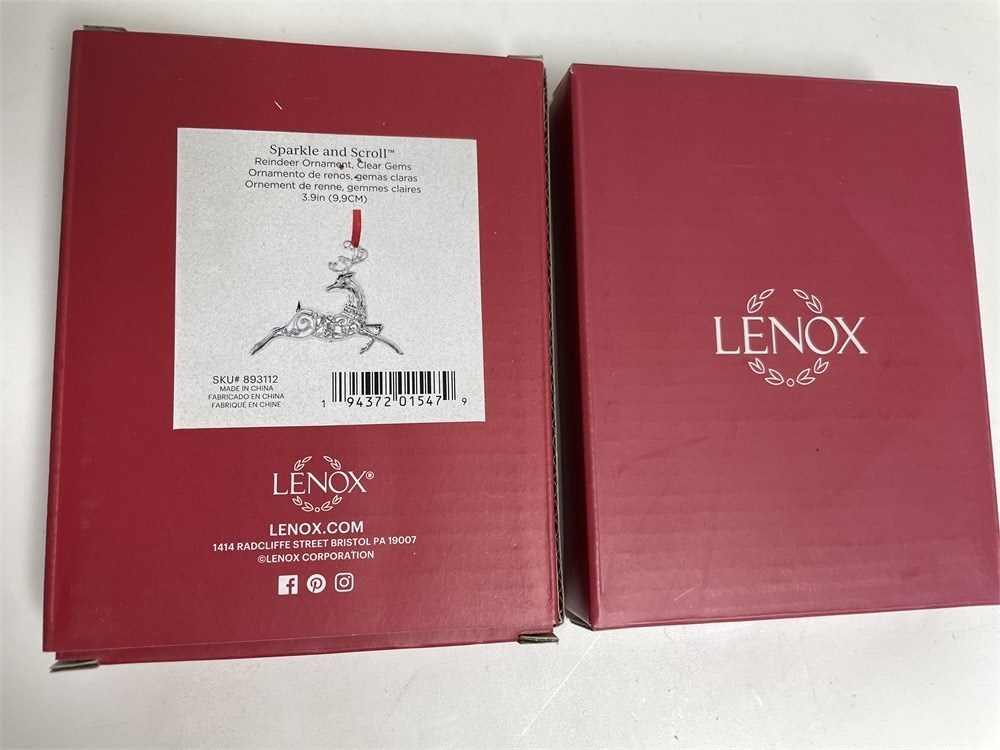 Sparkle and Scroll™
Reindeer Ornament, Clear Gems
Ornamento de renos, gemas claras
Ornement de renne, gemmes claires
3.9in (9,9CM)
SKU# 893112
MADE IN CHINA
FABRICADO EN CHINA
FABRIQUÉ EN CHINE
1 94372 01547 9
LENOX®
LENOX.COM
1414 RADCLIFFE STREET BRISTOL PA 19007
©LENOX CORPORATION
LENOX